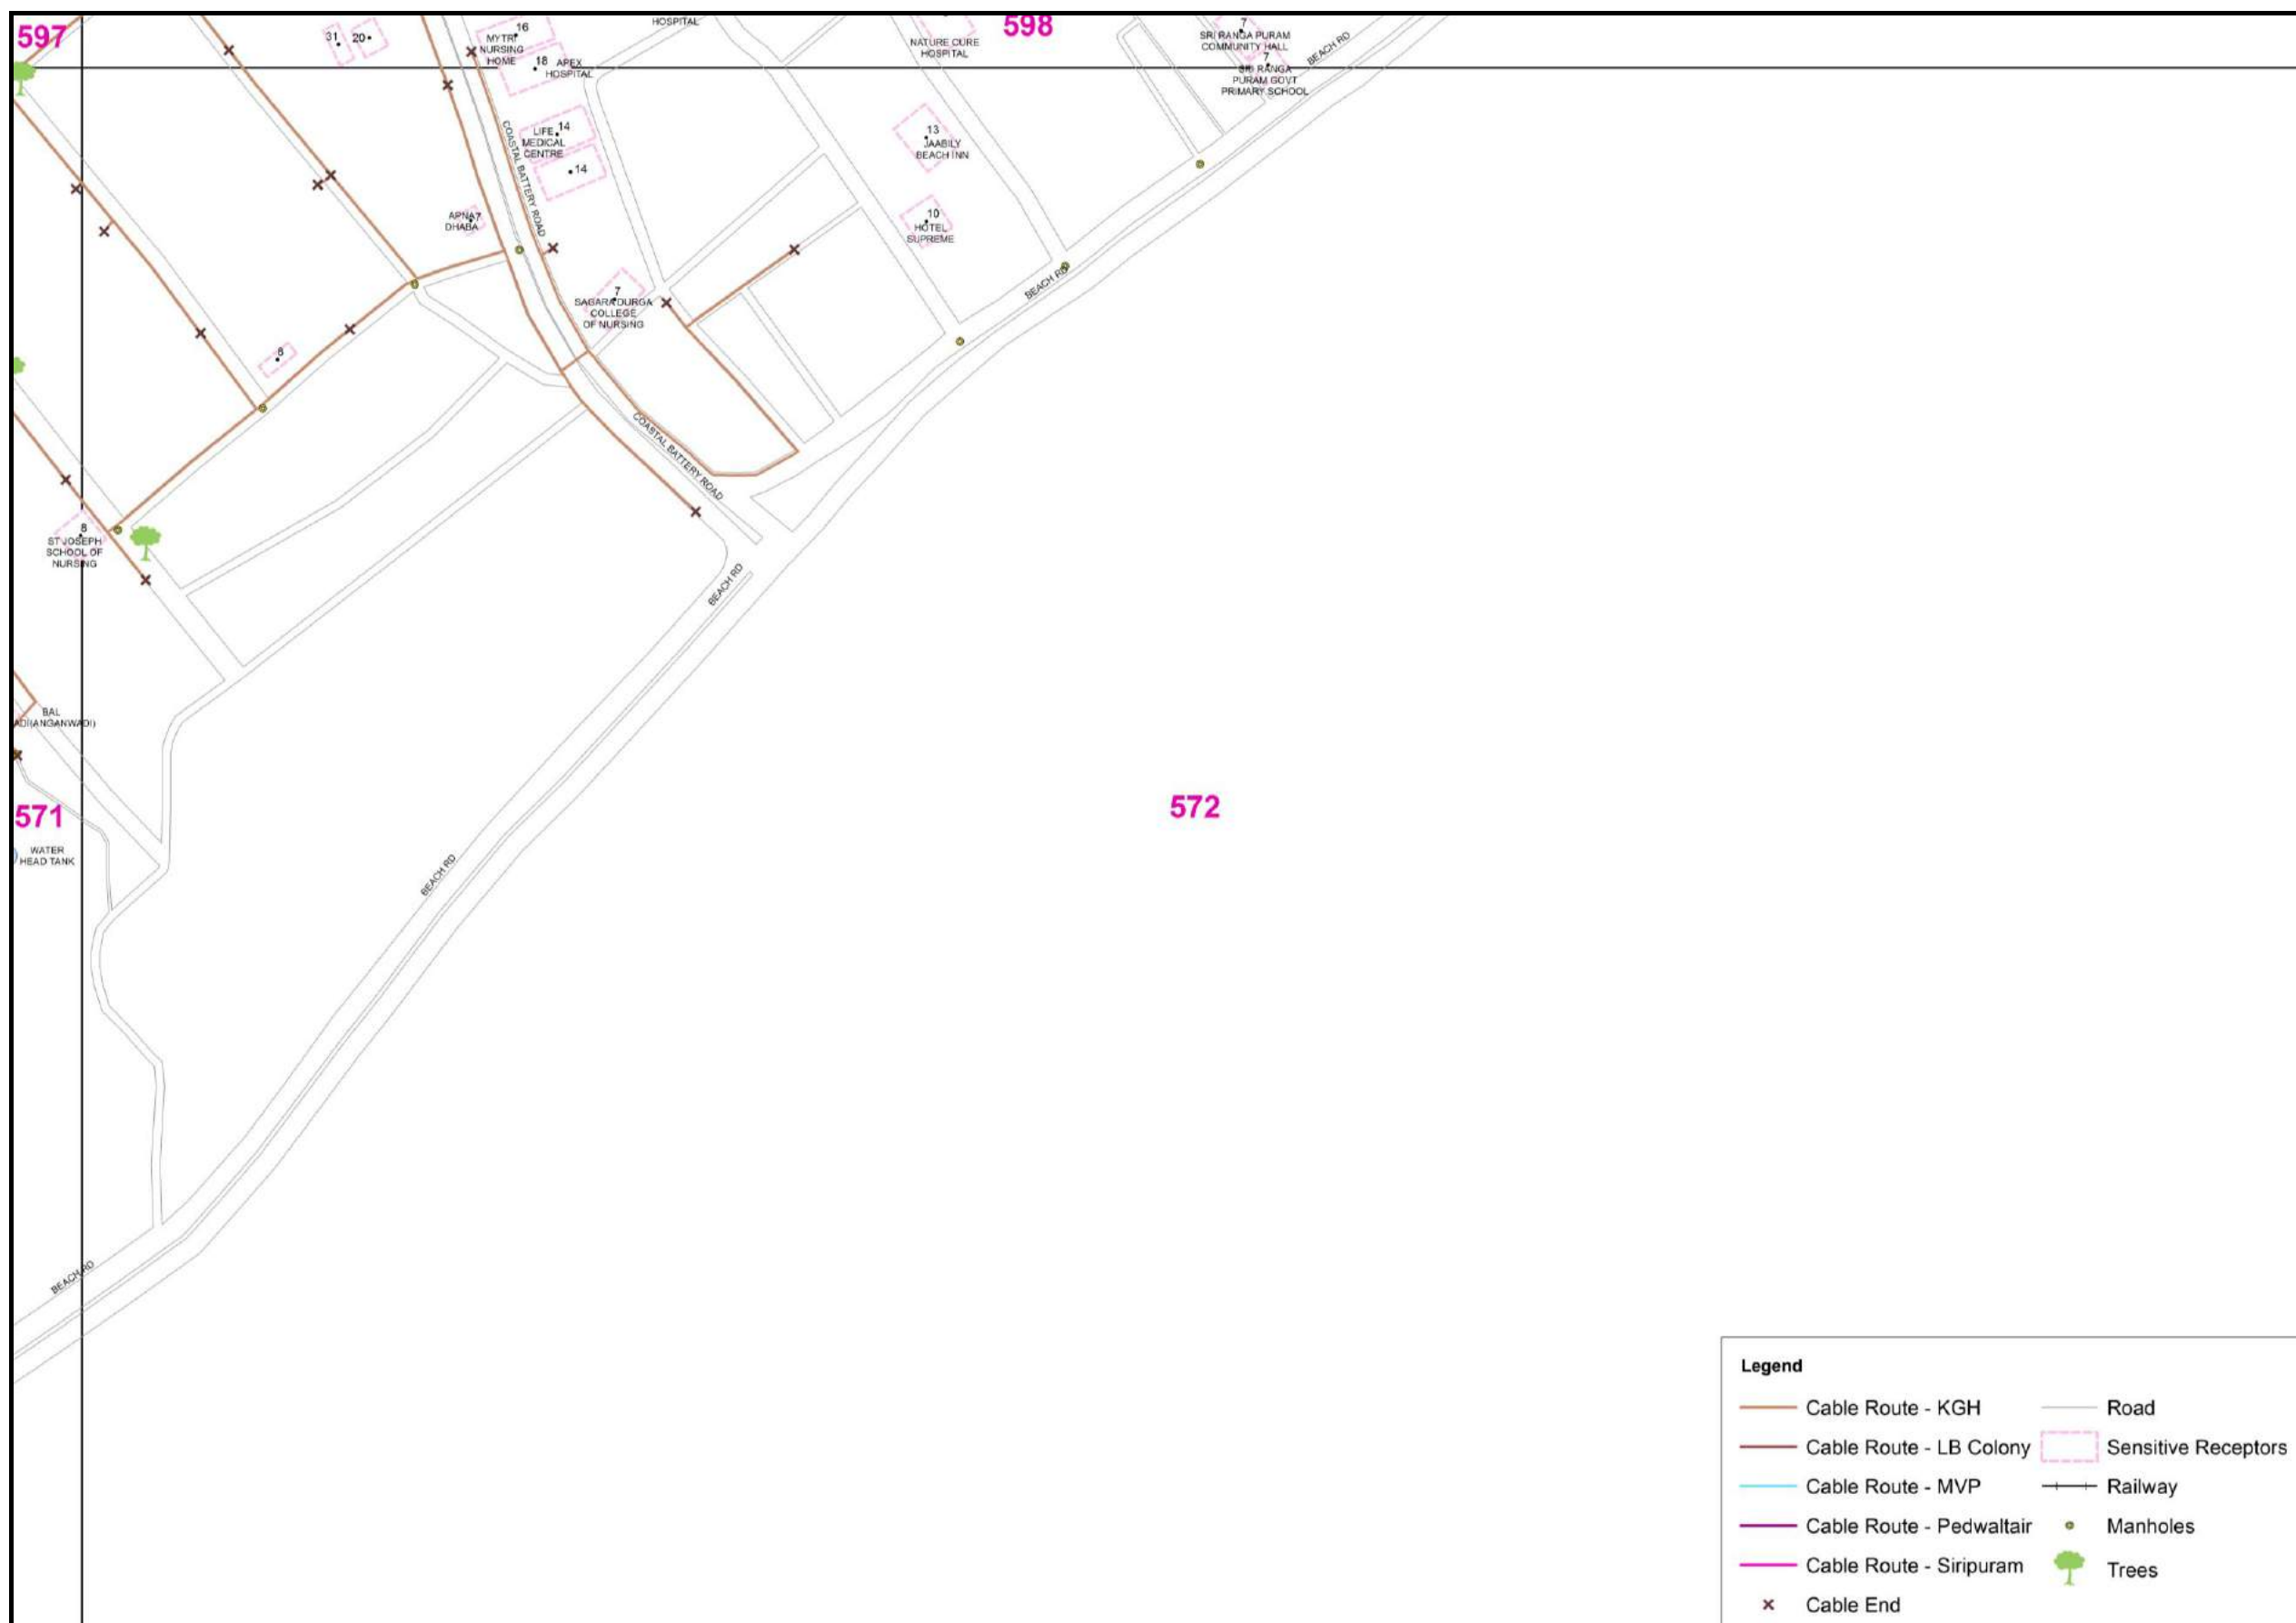 597
31
20
16
MYTRI
NURSING
HOME
18
APEX
HOSPITAL
HOSPITAL
NATURE CURE
HOSPITAL
598
7
SRI RANGA PURAM
COMMUNITY HALL
7
SRI RANGA
PURAM GOVT
PRIMARY SCHOOL
BEACH RD
COASTAL BATTERY ROAD
14
LIFE
MEDICAL
CENTRE
14
13
JAABILY
BEACH INN
7
APNA
DHABA
10
HOTEL
SUPREME
BEACH RD
7
SAGARA DURGA
COLLEGE
OF NURSING
8
COASTAL BATTERY ROAD
8
ST JOSEPH
SCHOOL OF
NURSING
BEACH RD
BAL
ADI(ANGANWADI)
571
572
WATER
HEAD TANK
BEACH RD
BEACH RD
Legend
Cable Route - KGH
Cable Route - LB Colony
Cable Route - MVP
Cable Route - Pedwaltair
Cable Route - Siripuram
Cable End
Road
Sensitive Receptors
Railway
Manholes
Trees